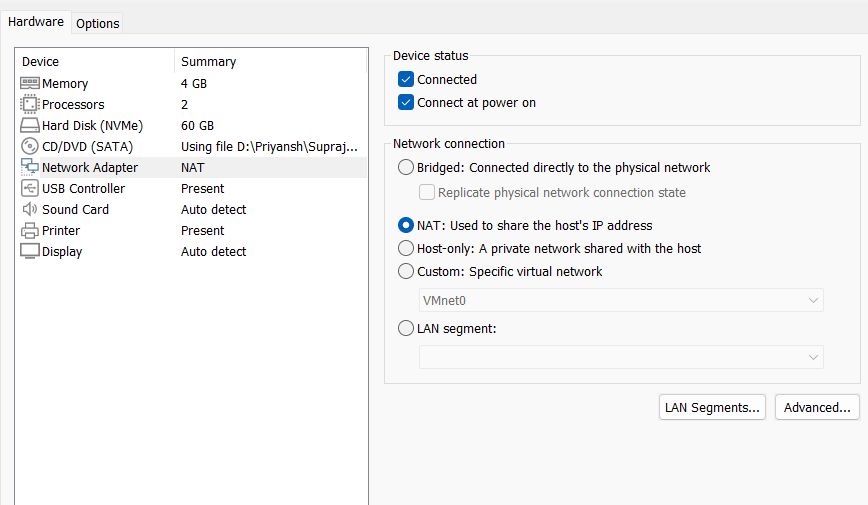 Hardware
Options
Device Summary
Memory 4 GB
Processors 2
Hard Disk (NVMe) 60 GB
CD/DVD (SATA) Using file D:\Priyansh\Supraj...
Network Adapter NAT
USB Controller Present
Sound Card Auto detect
Printer Present
Display Auto detect
Device status
Connected
Connect at power on
Network connection
Bridged: Connected directly to the physical network
Replicate physical network connection state
NAT: Used to share the host's IP address
Host-only: A private network shared with the host
Custom: Specific virtual network
VMnet0
LAN segment:
LAN Segments...
Advanced...